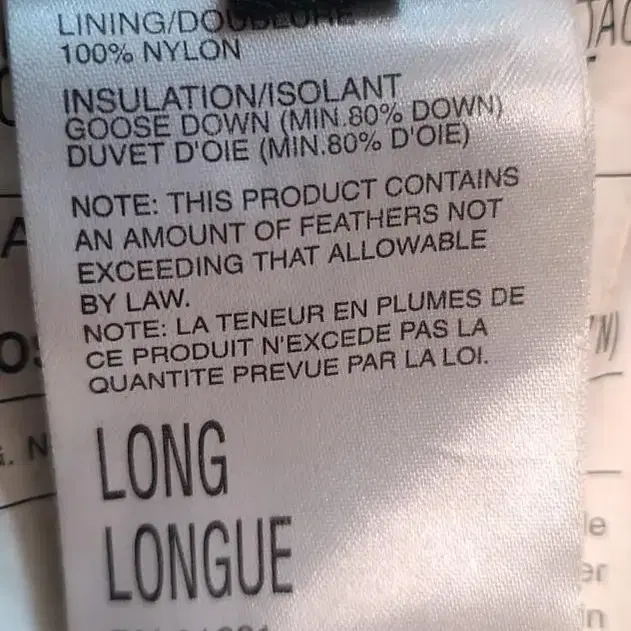 LINING/DOUBLURE
100% NYLON
INSULATION/ISOLANT
GOOSE DOWN (MIN.80% DOWN)
DUVET D'OIE (MIN.80% D'OIE)
NOTE: THIS PRODUCT CONTAINS
AN AMOUNT OF FEATHERS NOT
EXCEEDING THAT ALLOWABLE
BY LAW.
NOTE: LA TENEUR EN PLUMES DE
CE PRODUIT N'EXCEDE PAS LA
QUANTITE PREVUE PAR LA LOI.
LONG
LONGUE